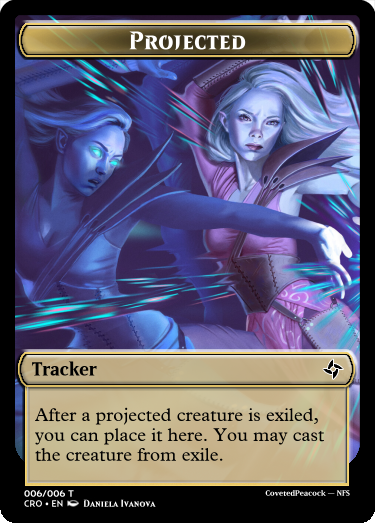 Projected
Tracker
After a projected creature is exiled,
you can place it here. You may cast
the creature from exile.
006/006 T
CRO • EN Daniela Ivanova
CovetedPeacock — NFS